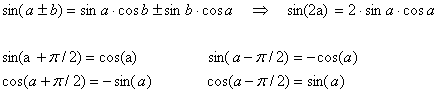 sin( a ± b) = sin a · cos b ± sin b · cos a ⇒ sin(2a) = 2 · sin a · cos a
sin(a + π / 2) = cos(a) sin( a − π / 2) = −cos(a)
cos(a + π / 2) = −sin( a) cos(a − π / 2) = sin( a)